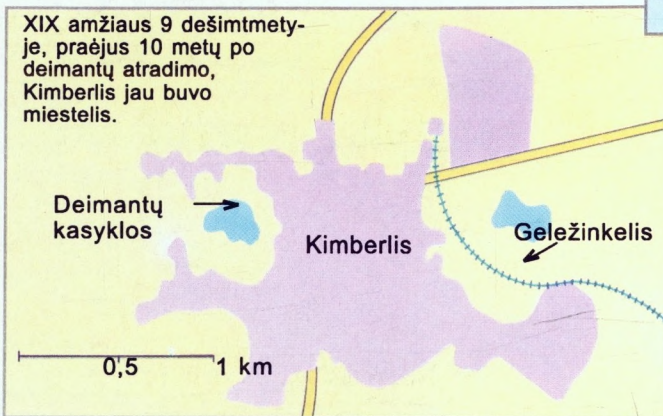 XIX amžiaus 9 dešimtmety-
je, praėjus 10 metų po
deimantų atradimo,
Kimberlis jau buvo
miestelis.
Deimantų
kasyklos
Kimberlis
Geležinkelis
0,5
1 km